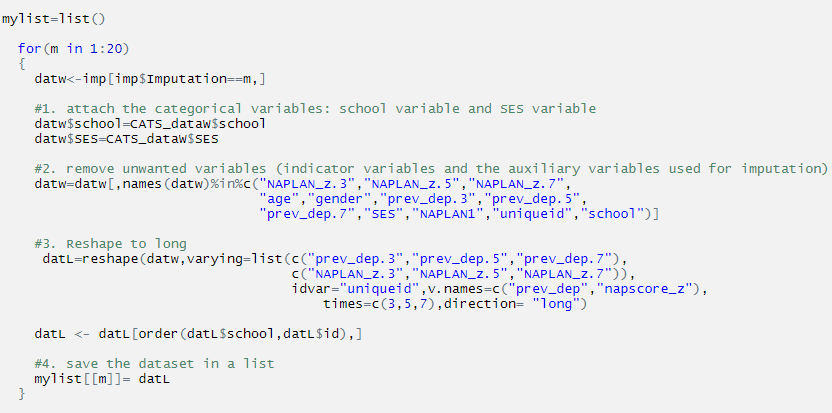 mylist=list()
for(m in 1:20)
{
datw<-imp[imp$Imputation==m,]
#1. attach the categorical variables: school variable and SES variable
datw$school=CATS_dataW$school
datw$SES=CATS_dataW$SES
#2. remove unwanted variables (indicator variables and the auxiliary variables used for imputation)
datw=datw[,names(datw)%in%c("NAPLAN_z.3","NAPLAN_z.5","NAPLAN_z.7",
"age","gender","prev_dep.3","prev_dep.5",
"prev_dep.7","SES","NAPLAN1","uniqueid","school")]
#3. Reshape to long
datL=reshape(datw,varying=list(c("prev_dep.3","prev_dep.5","prev_dep.7"),
c("NAPLAN_z.3","NAPLAN_z.5","NAPLAN_z.7")),
idvar="uniqueid",v.names=c("prev_dep","napscore_z"),
times=c(3,5,7),direction= "long")
datL <- datL[order(datL$school,datL$id),]
#4. save the dataset in a list
mylist[[m]]= datL
}